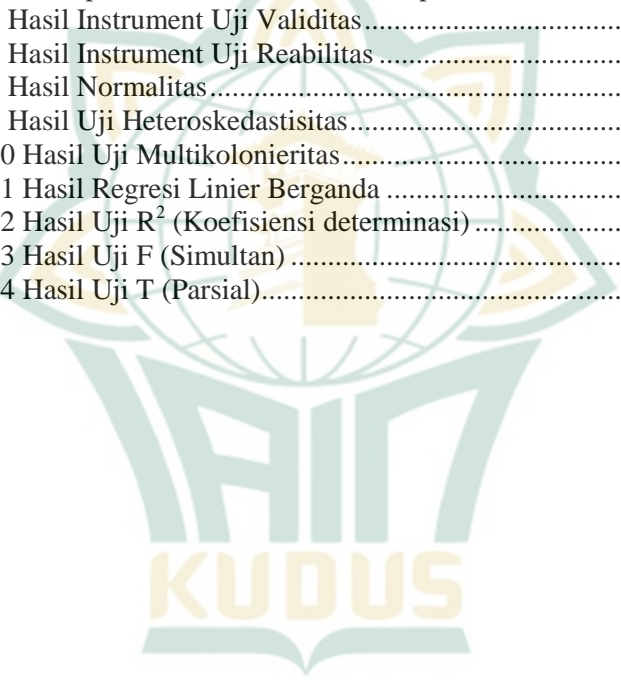 Hasil Instrument Uji Validitas................................
Hasil Instrument Uji Reabilitas ..............................
Hasil Normalitas.....................................................
Hasil Uji Heteroskedastisitas..................................
0 Hasil Uji Multikolonieritas...................................
1 Hasil Regresi Linier Berganda .............................
2 Hasil Uji R² (Koefisiensi determinasi) ..................
3 Hasil Uji F (Simultan) ..........................................
4 Hasil Uji T (Parsial)..............................................
IAIN
KUDUS